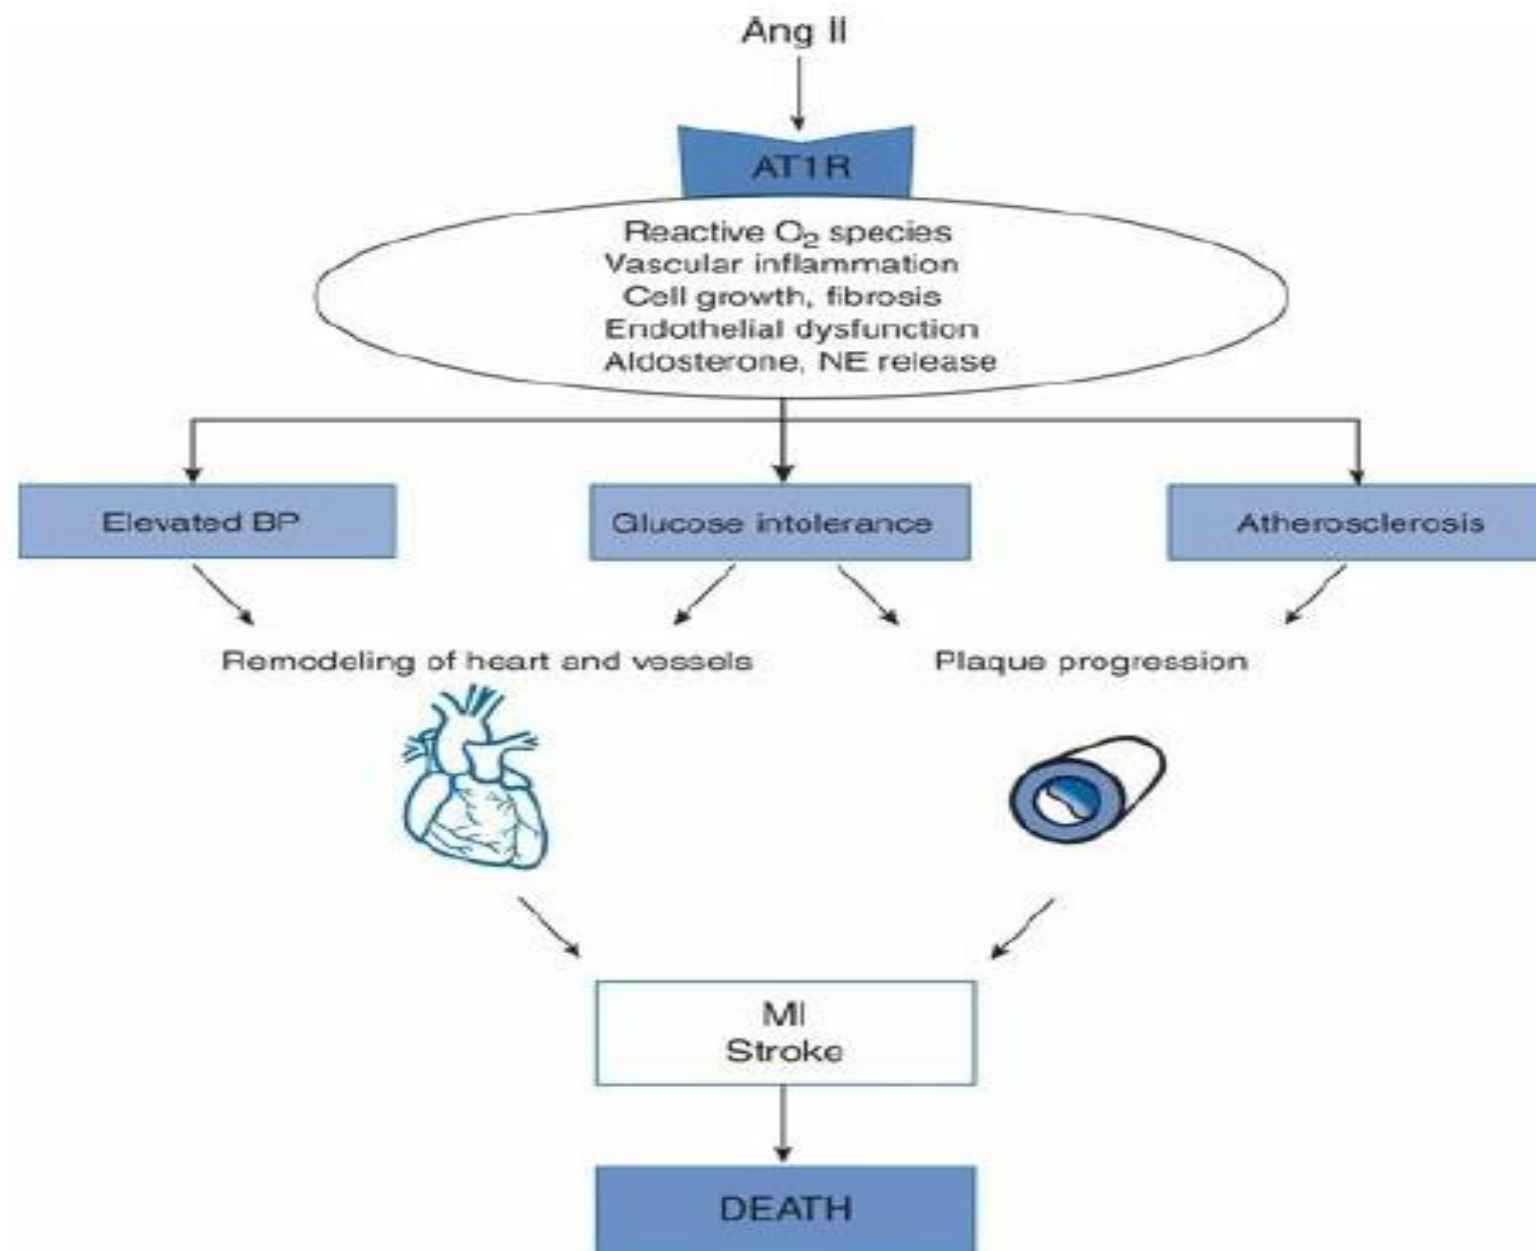 Ang II
AT1R
Reactive O₂ species
Vascular inflammation
Cell growth, fibrosis
Endothelial dysfunction
Aldosterone, NE release
Elevated BP
Glucose intolerance
Atherosclerosis
Remodeling of heart and vessels
Plaque progression
MI
Stroke
DEATH